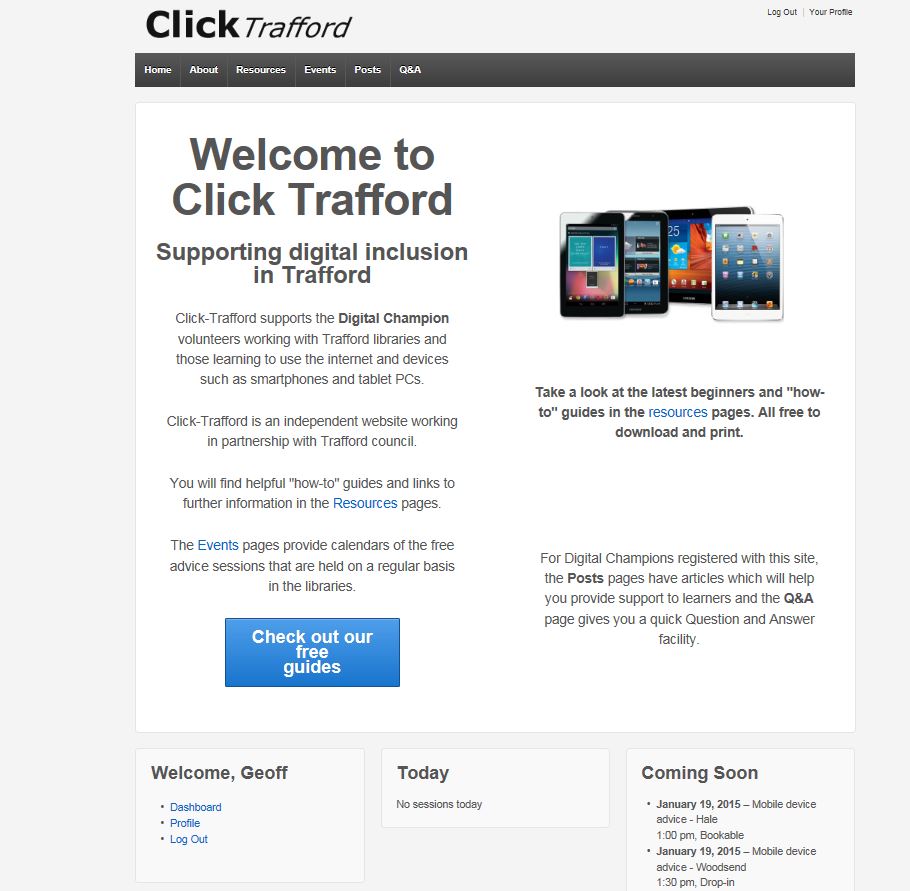 Click Trafford
Log Out | Your Profile
Home About Resources Events Posts Q&A
Welcome to
Click Trafford
Supporting digital inclusion
in Trafford
Click-Trafford supports the Digital Champion
volunteers working with Trafford libraries and
those learning to use the internet and devices
such as smartphones and tablet PCs.
Click-Trafford is an independent website working
in partnership with Trafford council.
You will find helpful "how-to" guides and links to
further information in the Resources pages.
The Events pages provide calendars of the free
advice sessions that are held on a regular basis
in the libraries.
Check out our
free
guides
25
Take a look at the latest beginners and "how-
to" guides in the resources pages. All free to
download and print.
For Digital Champions registered with this site,
the Posts pages have articles which will help
you provide support to learners and the Q&A
page gives you a quick Question and Answer
facility.
Welcome, Geoff
• Dashboard
• Profile
• Log Out
Today
No sessions today
Coming Soon
• January 19, 2015 – Mobile device
advice - Hale
1:00 pm, Bookable
• January 19, 2015 – Mobile device
advice - Woodsend
1:30 pm, Drop-in